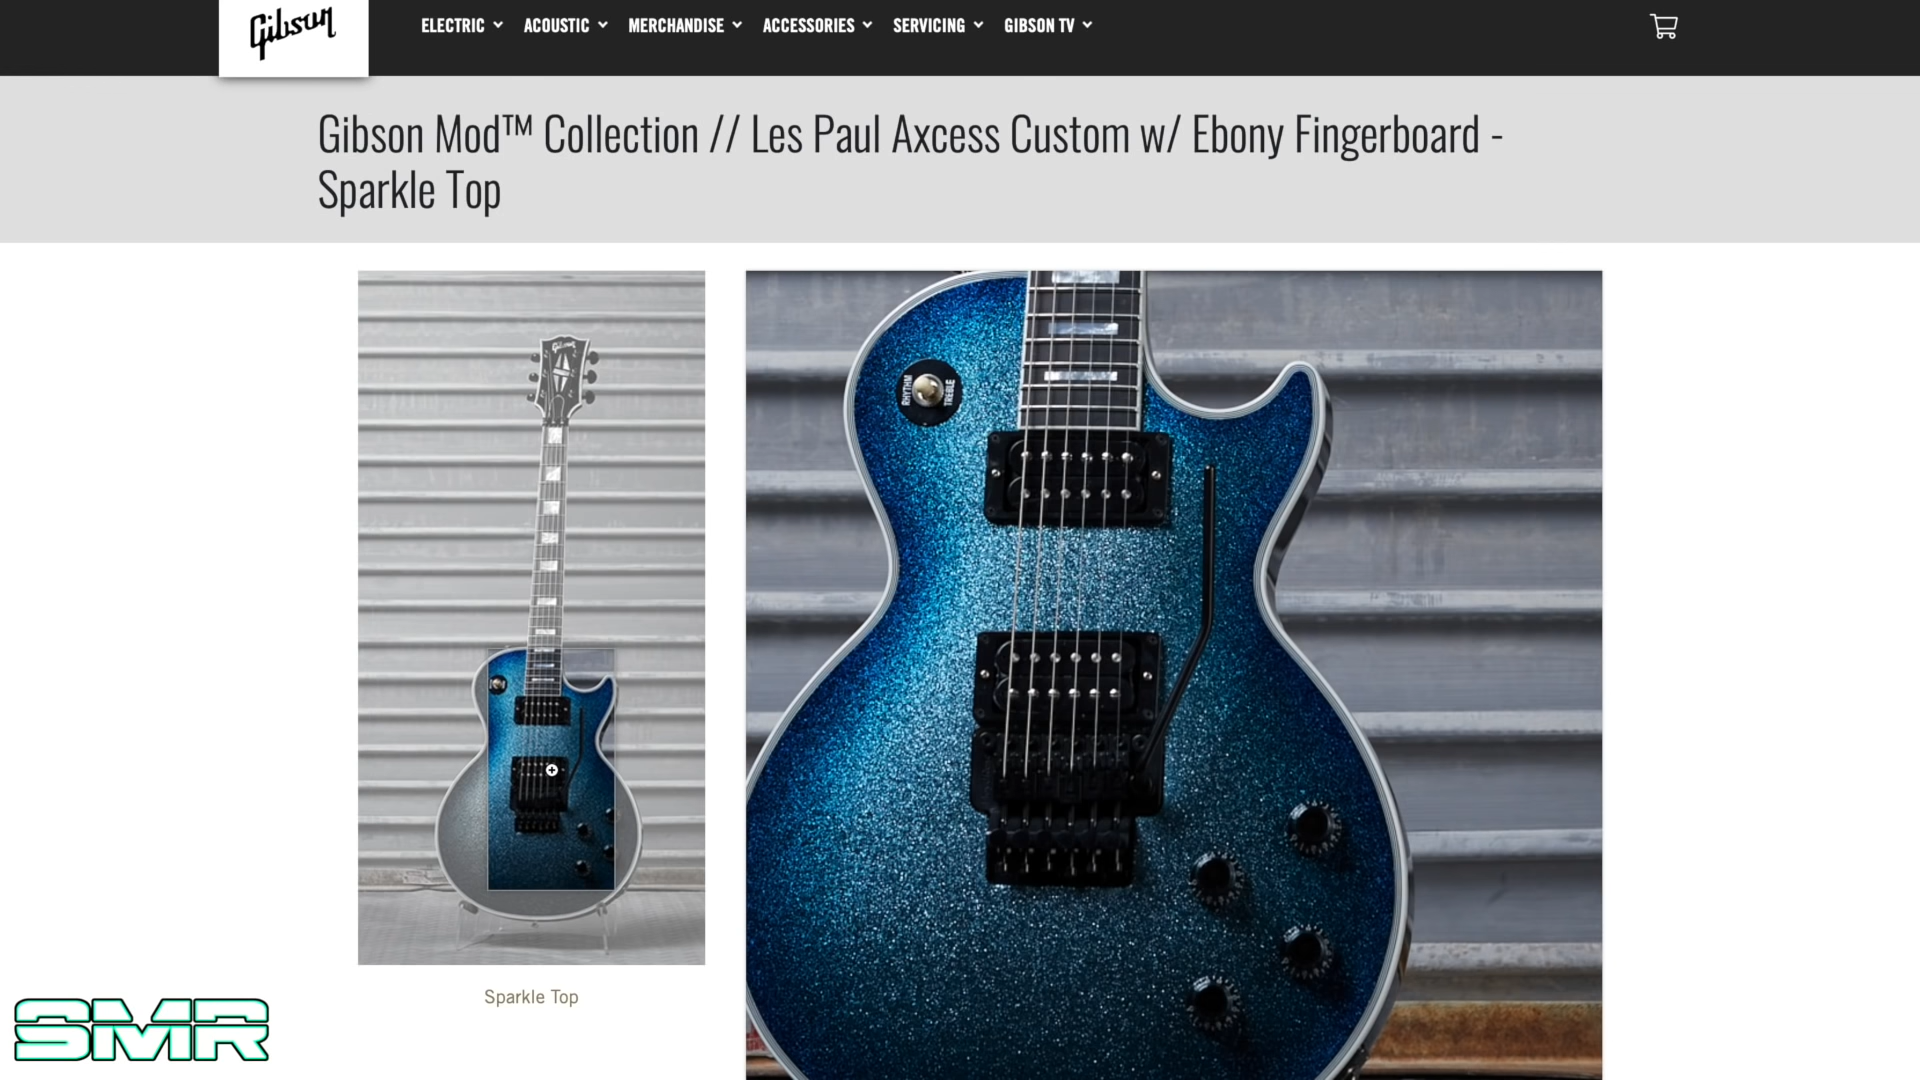 Gibson
ELECTRIC
ACOUSTIC
MERCHANDISE
ACCESSORIES
SERVICING
GIBSON TV
Gibson Mod™ Collection // Les Paul Axcess Custom w/ Ebony Fingerboard -
Sparkle Top
Gibson
RHYTHM
TREBLE
Sparkle Top
SMR